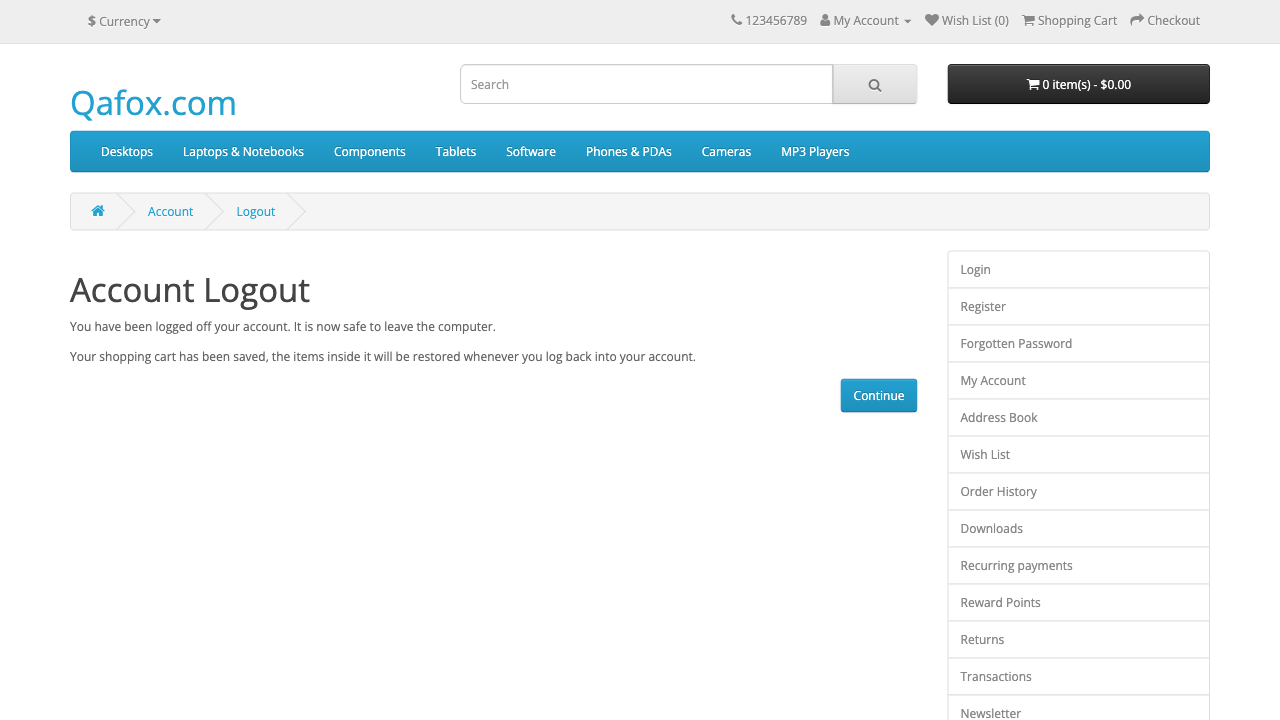 $ Currency
123456789
My Account
Wish List (0)
Shopping Cart
Checkout
Qafox.com
Search
0 item(s) - $0.00
Desktops
Laptops & Notebooks
Components
Tablets
Software
Phones & PDAs
Cameras
MP3 Players
Account
Logout
Account Logout
You have been logged off your account. It is now safe to leave the computer.
Your shopping cart has been saved, the items inside it will be restored whenever you log back into your account.
Continue
Login
Register
Forgotten Password
My Account
Address Book
Wish List
Order History
Downloads
Recurring payments
Reward Points
Returns
Transactions
Newsletter